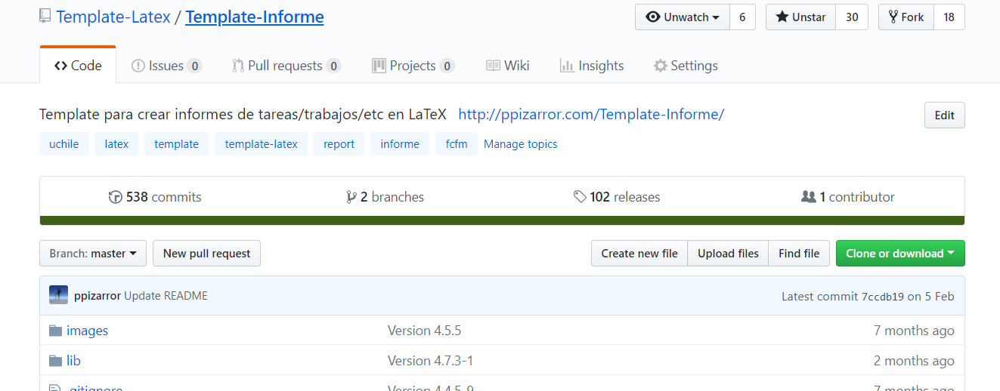 Template-Latex / Template-Informe Unwatch 6 Unstar 30 Fork 18
Code Issues 0 Pull requests 0 Projects 0 Wiki Insights Settings
Template para crear informes de tareas/trabajos/etc en LaTeX http://ppizarror.com/Template-Informe/ Edit
uchile latex template template-latex report informe fcfm Manage topics
538 commits 2 branches 102 releases 1 contributor
Branch: master New pull request Create new file Upload files Find file Clone or download
ppizarror Update README Latest commit 7ccdb19 on 5 Feb
images Version 4.5.5 7 months ago
lib Version 4.7.3-1 2 months ago
.gitignore Version 4.4.5-9 7 months ago